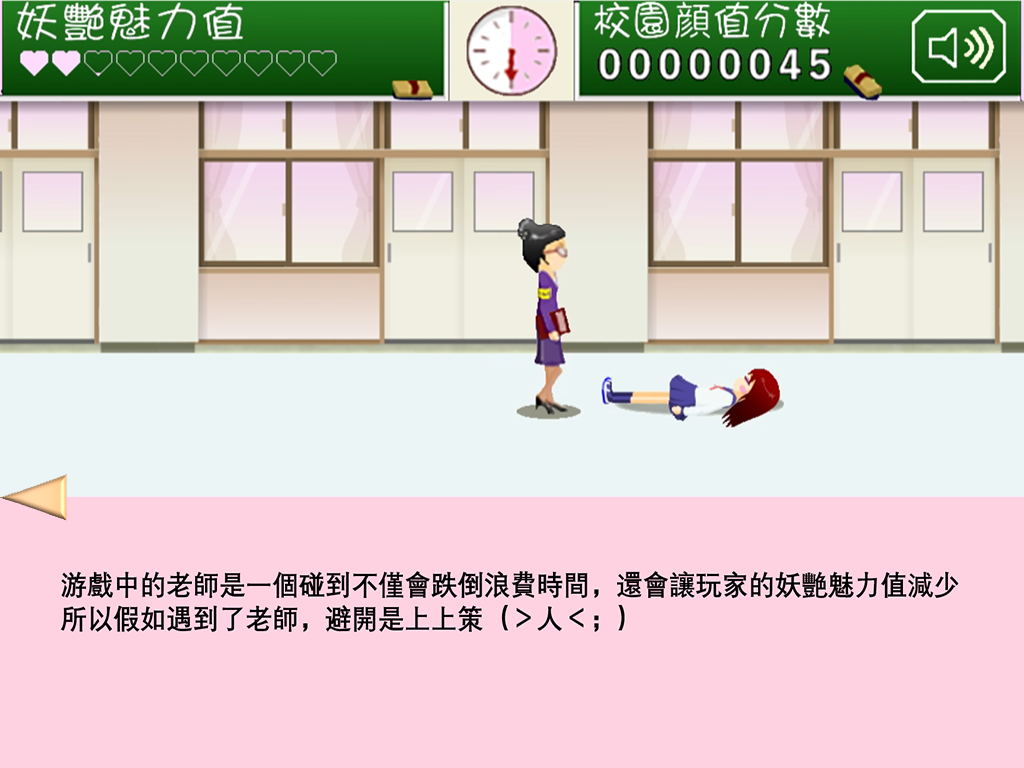 妖艷魅力值
校園顏值分數
00000045
游戲中的老師是一個碰到不僅會跌倒浪費時間，還會讓玩家的妖艷魅力值減少
所以假如遇到了老師，避開是上上策（＞人＜；）